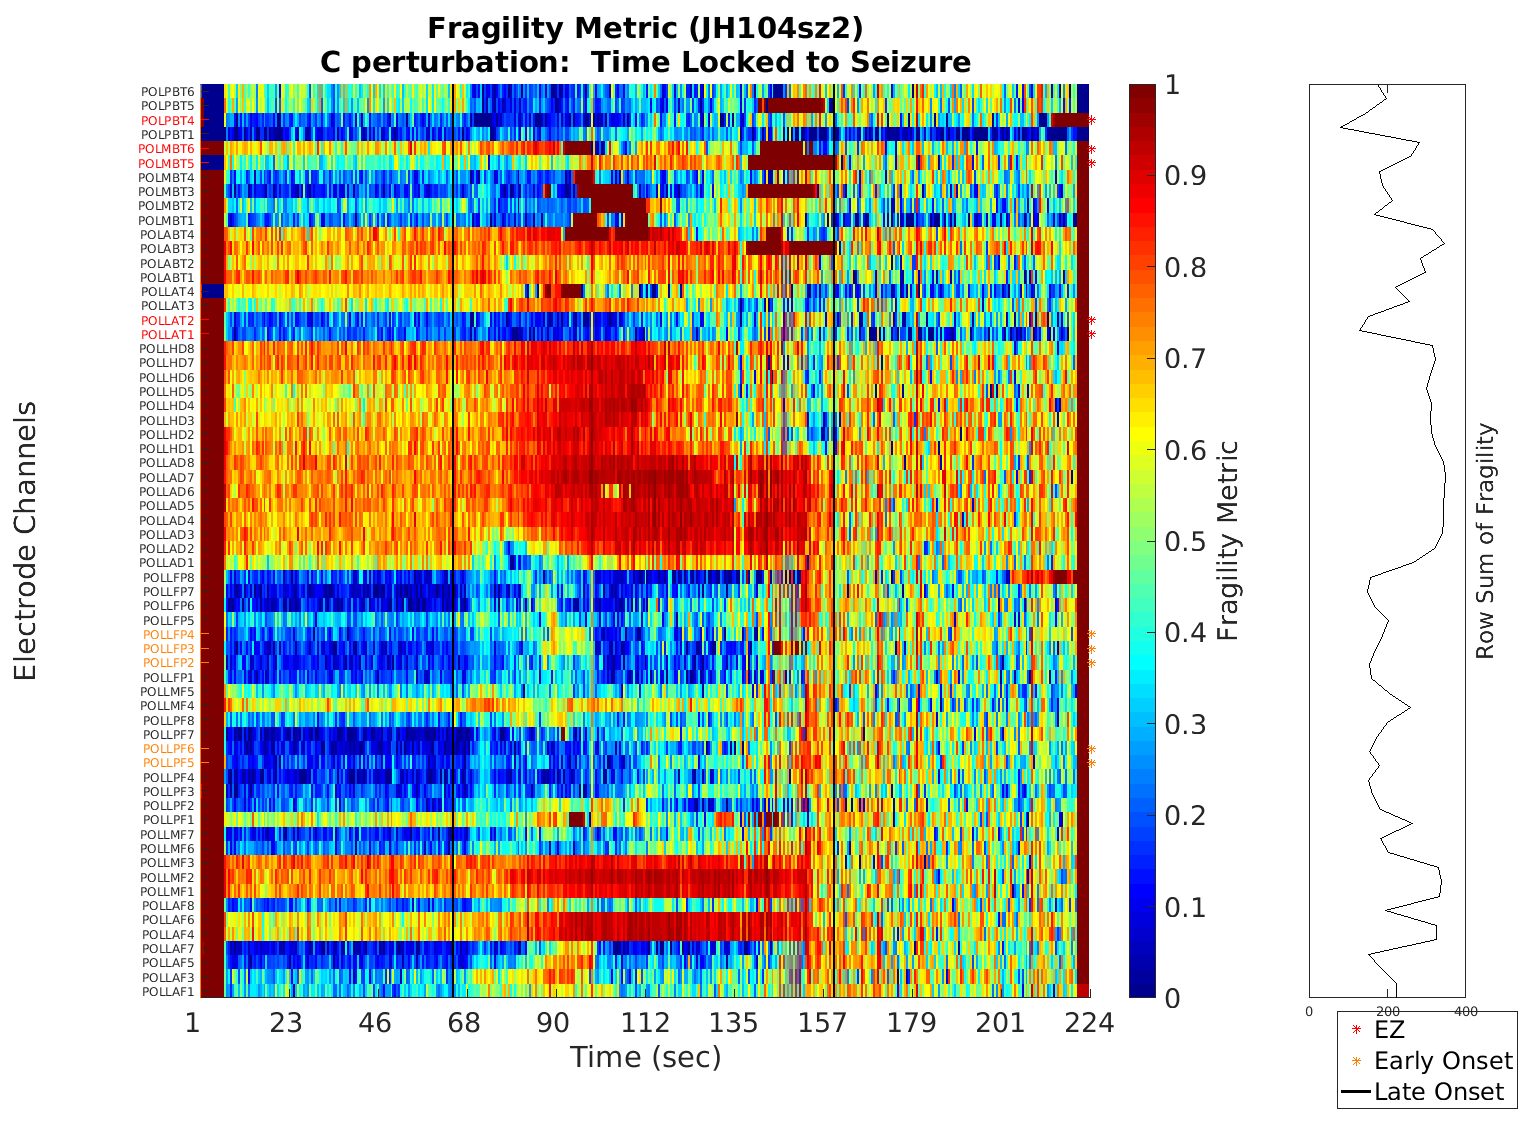 Fragility Metric (JH104sz2)
C perturbation:  Time Locked to Seizure
Electrode Channels
POLPBT6
POLPBT5
POLPBT4
POLPBT1
POLMBT6
POLMBT5
POLMBT4
POLMBT3
POLMBT2
POLMBT1
POLABT4
POLABT3
POLABT2
POLABT1
POLLAT4
POLLAT3
POLLAT2
POLLAT1
POLLHD8
POLLHD7
POLLHD6
POLLHD5
POLLHD4
POLLHD3
POLLHD2
POLLHD1
POLLAD8
POLLAD7
POLLAD6
POLLAD5
POLLAD4
POLLAD3
POLLAD2
POLLAD1
POLLFP8
POLLFP7
POLLFP6
POLLFP5
POLLFP4
POLLFP3
POLLFP2
POLLFP1
POLLMF5
POLLMF4
POLLPF8
POLLPF7
POLLPF6
POLLPF5
POLLPF4
POLLPF3
POLLPF2
POLLPF1
POLLMF7
POLLMF6
POLLMF3
POLLMF2
POLLMF1
POLLAF8
POLLAF6
POLLAF4
POLLAF7
POLLAF5
POLLAF3
POLLAF1
1 23 46 68 90 112 135 157 179 201 224
Time (sec)
1
0.9
0.8
0.7
0.6
0.5
0.4
0.3
0.2
0.1
0
Fragility Metric
Row Sum of Fragility
0 200 400
EZ
Early Onset
Late Onset